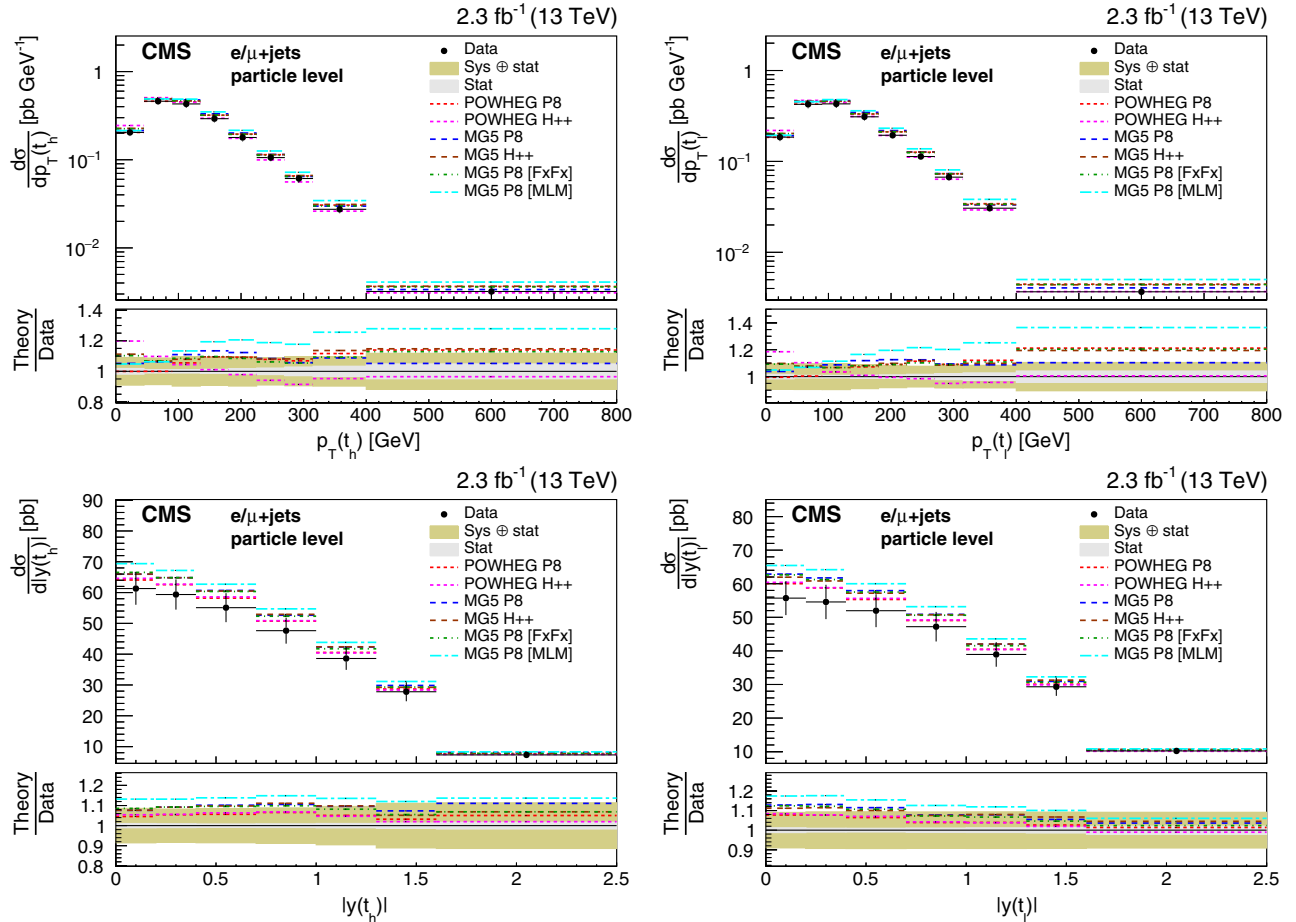 2.3 fb⁻¹ (13 TeV)
CMS e/μ+jets
particle level
Data
Sys ⊕ stat
Stat
POWHEG P8
POWHEG H++
MG5 P8
MG5 H++
MG5 P8 [FxFx]
MG5 P8 [MLM]
dσ/dp_T(t_h) [pb GeV⁻¹]
1
10⁻¹
10⁻²
Theory/Data
1.4
1.2
1
0.8
0 100 200 300 400 500 600 700 800
p_T(t_h) [GeV]
2.3 fb⁻¹ (13 TeV)
CMS e/μ+jets
particle level
Data
Sys ⊕ stat
Stat
POWHEG P8
POWHEG H++
MG5 P8
MG5 H++
MG5 P8 [FxFx]
MG5 P8 [MLM]
dσ/dp_T(t_l) [pb GeV⁻¹]
1
10⁻¹
10⁻²
Theory/Data
1.4
1.2
1
0 100 200 300 400 500 600 700 800
p_T(t_l) [GeV]
2.3 fb⁻¹ (13 TeV)
CMS e/μ+jets
particle level
Data
Sys ⊕ stat
Stat
POWHEG P8
POWHEG H++
MG5 P8
MG5 H++
MG5 P8 [FxFx]
MG5 P8 [MLM]
dσ/d|y(t_h)| [pb]
90
80
70
60
50
40
30
20
10
Theory/Data
1.2
1.1
1
0.9
0.8
0 0.5 1 1.5 2 2.5
|y(t_h)|
2.3 fb⁻¹ (13 TeV)
CMS e/μ+jets
particle level
Data
Sys ⊕ stat
Stat
POWHEG P8
POWHEG H++
MG5 P8
MG5 H++
MG5 P8 [FxFx]
MG5 P8 [MLM]
dσ/d|y(t_l)| [pb]
80
70
60
50
40
30
20
10
Theory/Data
1.2
1.1
1
0.9
0 0.5 1 1.5 2 2.5
|y(t_l)|